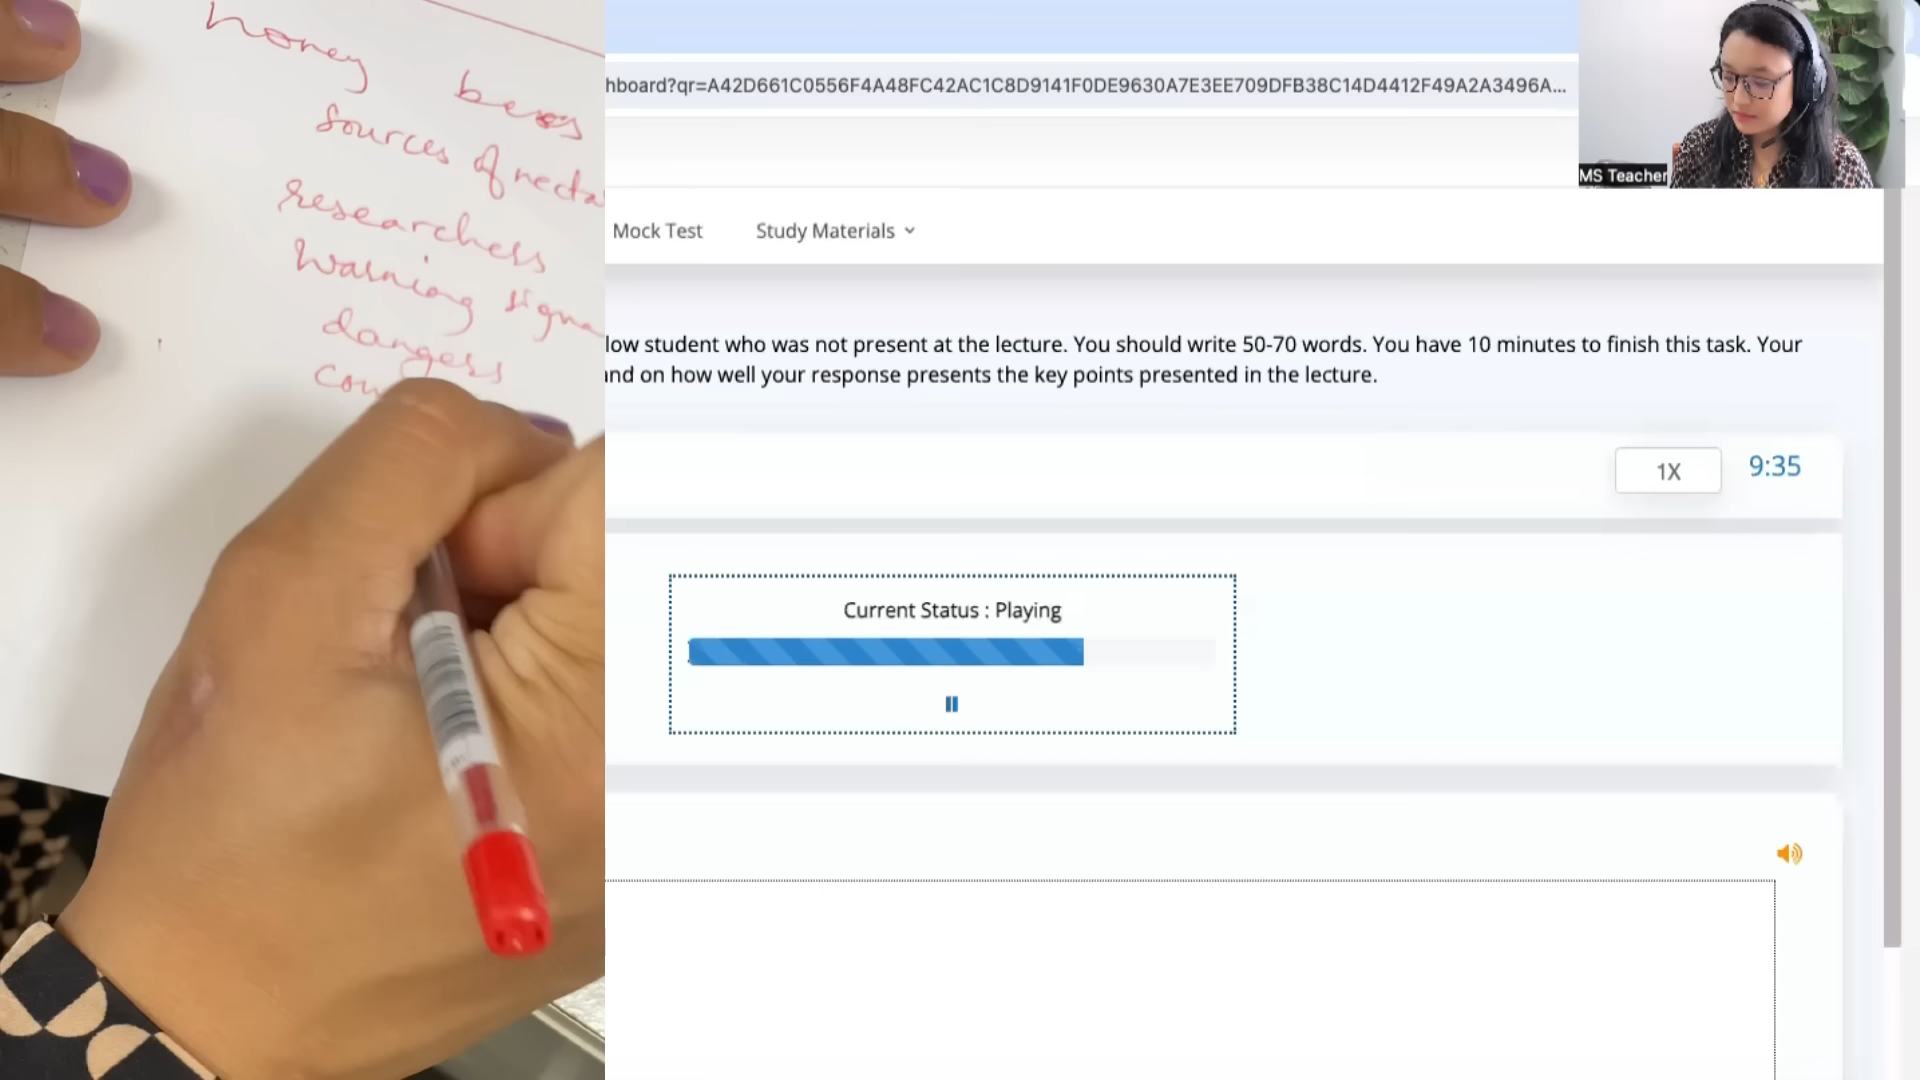 honey bees
sources of necta
researchers
warning signa
dangers
cou
hboard?qr=A42D661C0556F4A48FC42AC1C8D9141F0DE9630A7E3EE709DFB38C14D4412F49A2A3496A...
MS Teacher
Mock Test
Study Materials
low student who was not present at the lecture. You should write 50-70 words. You have 10 minutes to finish this task. Your
nd on how well your response presents the key points presented in the lecture.
1X
9:35
Current Status : Playing